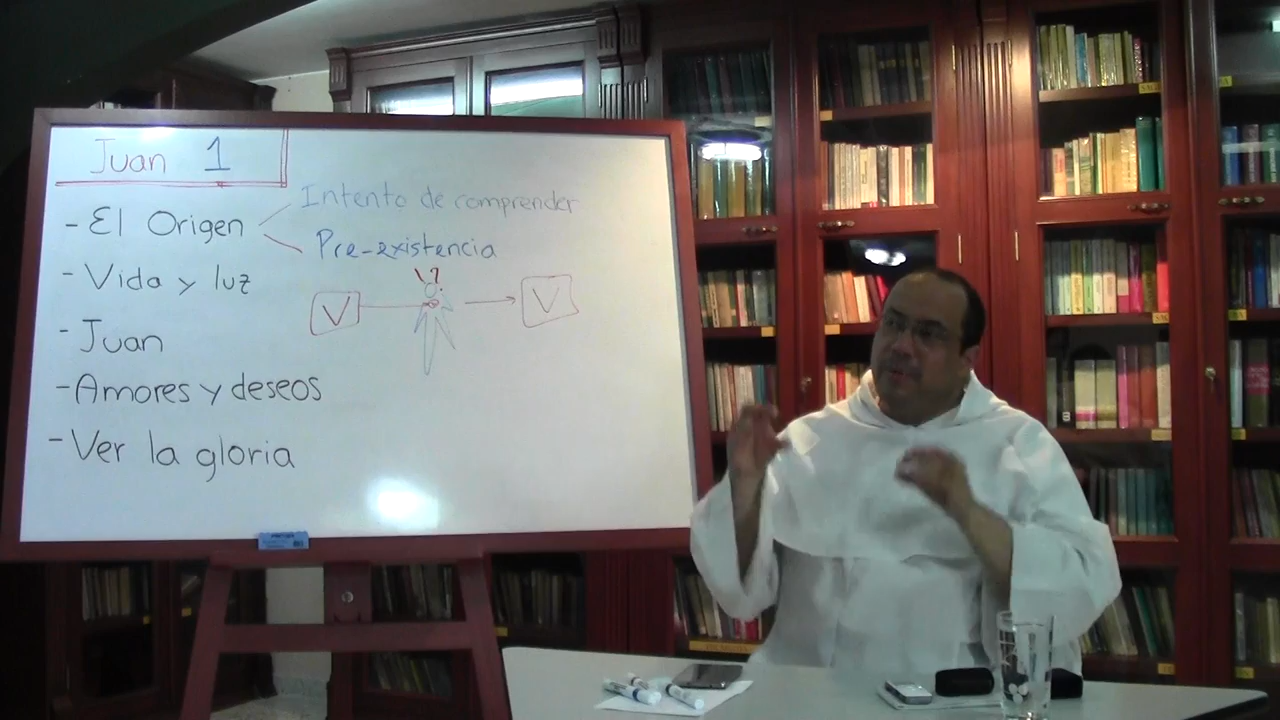 Juan 1
- El Origen
Intento de comprender
Pre-existencia
- Vida y luz
V?
V
V
- Juan
- Amores y deseos
- Ver la gloria